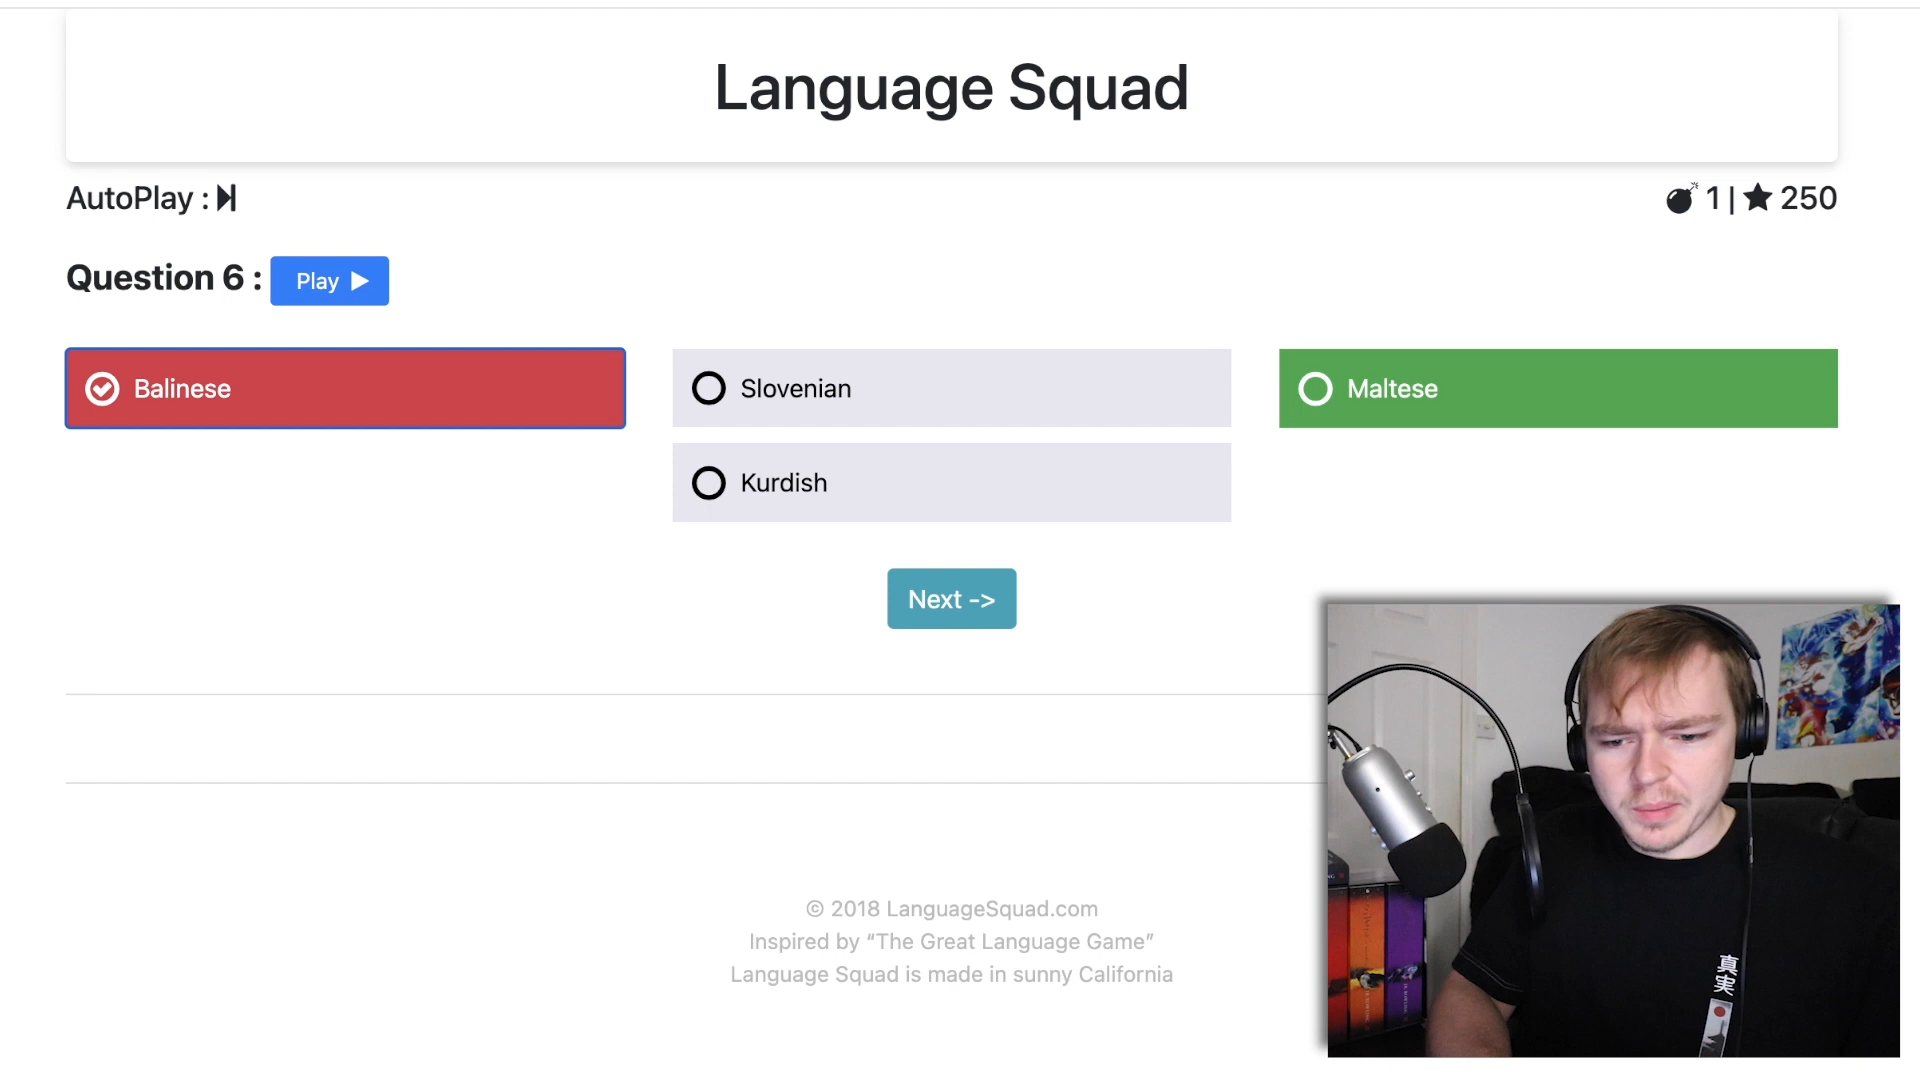 Language Squad
AutoPlay :
1 | 250
Question 6 : Play
Balinese
Slovenian
Maltese
Kurdish
Next ->
© 2018 LanguageSquad.com
Inspired by “The Great Language Game”
Language Squad is made in sunny California
真実